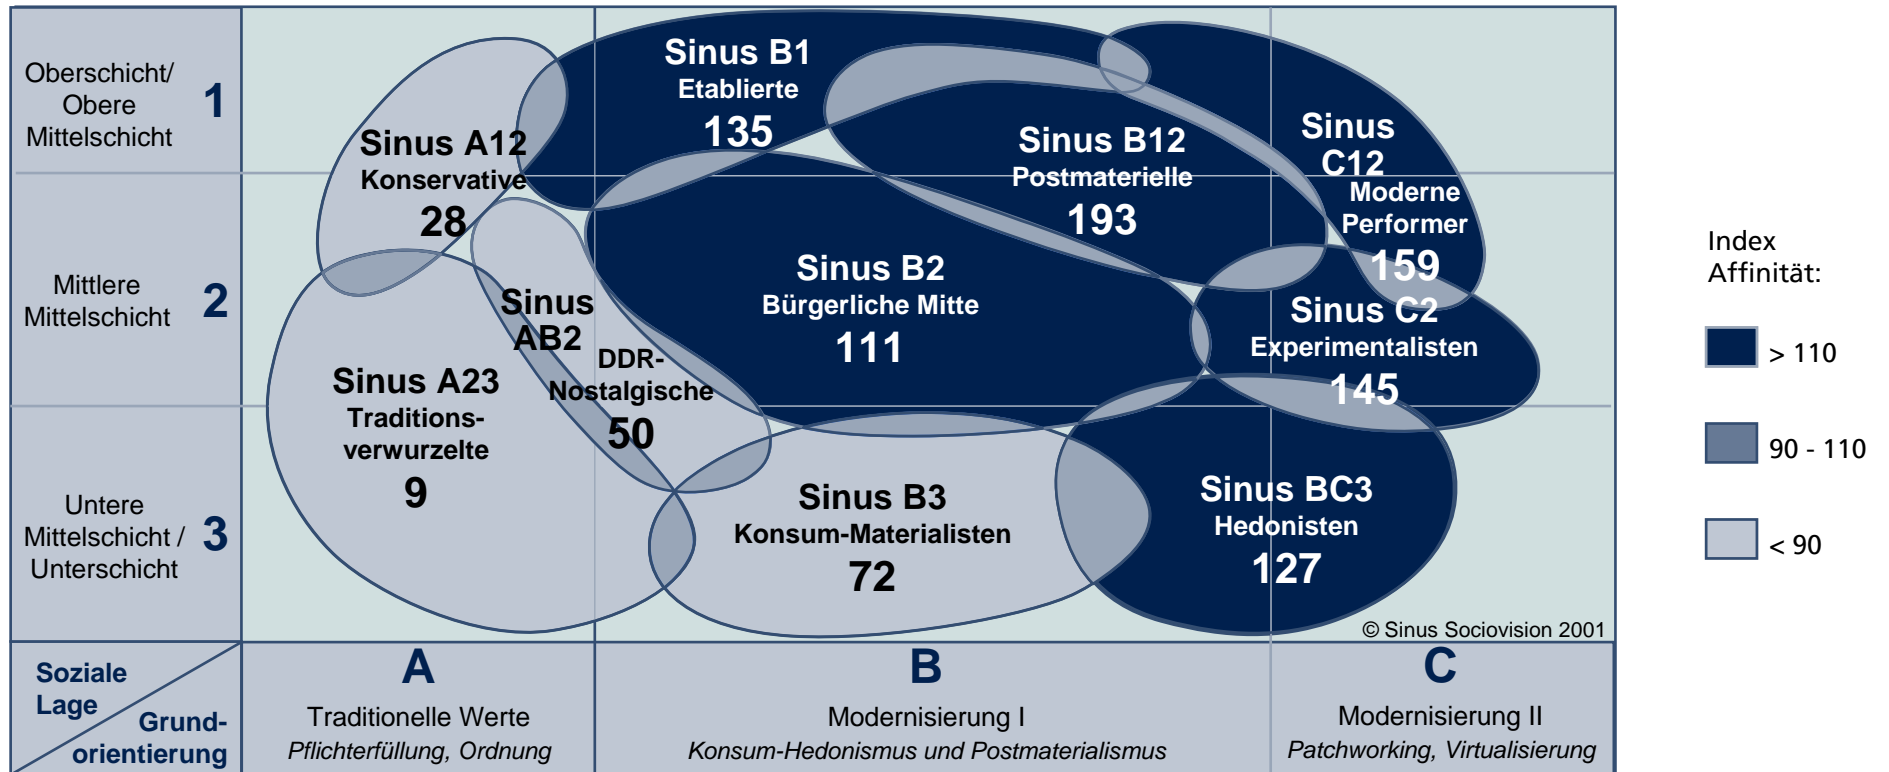 Oberschicht/
Obere
Mittelschicht
1
Mittlere
Mittelschicht
2
Untere
Mittelschicht /
Unterschicht
3
Sinus A12
Konservative
28
Sinus B1
Etablierte
135
Sinus B12
Postmaterielle
193
Sinus
C12
Moderne
Performer
159
Sinus
AB2
DDR-
Nostalgische
50
Sinus B2
Bürgerliche Mitte
111
Sinus C2
Experimentalisten
145
Sinus A23
Traditions-
verwurzelte
9
Sinus B3
Konsum-Materialisten
72
Sinus BC3
Hedonisten
127
© Sinus Sociovision 2001
Soziale
Lage
Grund-
orientierung
A
Traditionelle Werte
Pflichterfüllung, Ordnung
B
Modernisierung I
Konsum-Hedonismus und Postmaterialismus
C
Modernisierung II
Patchworking, Virtualisierung
Index
Affinität:
> 110
90 - 110
< 90